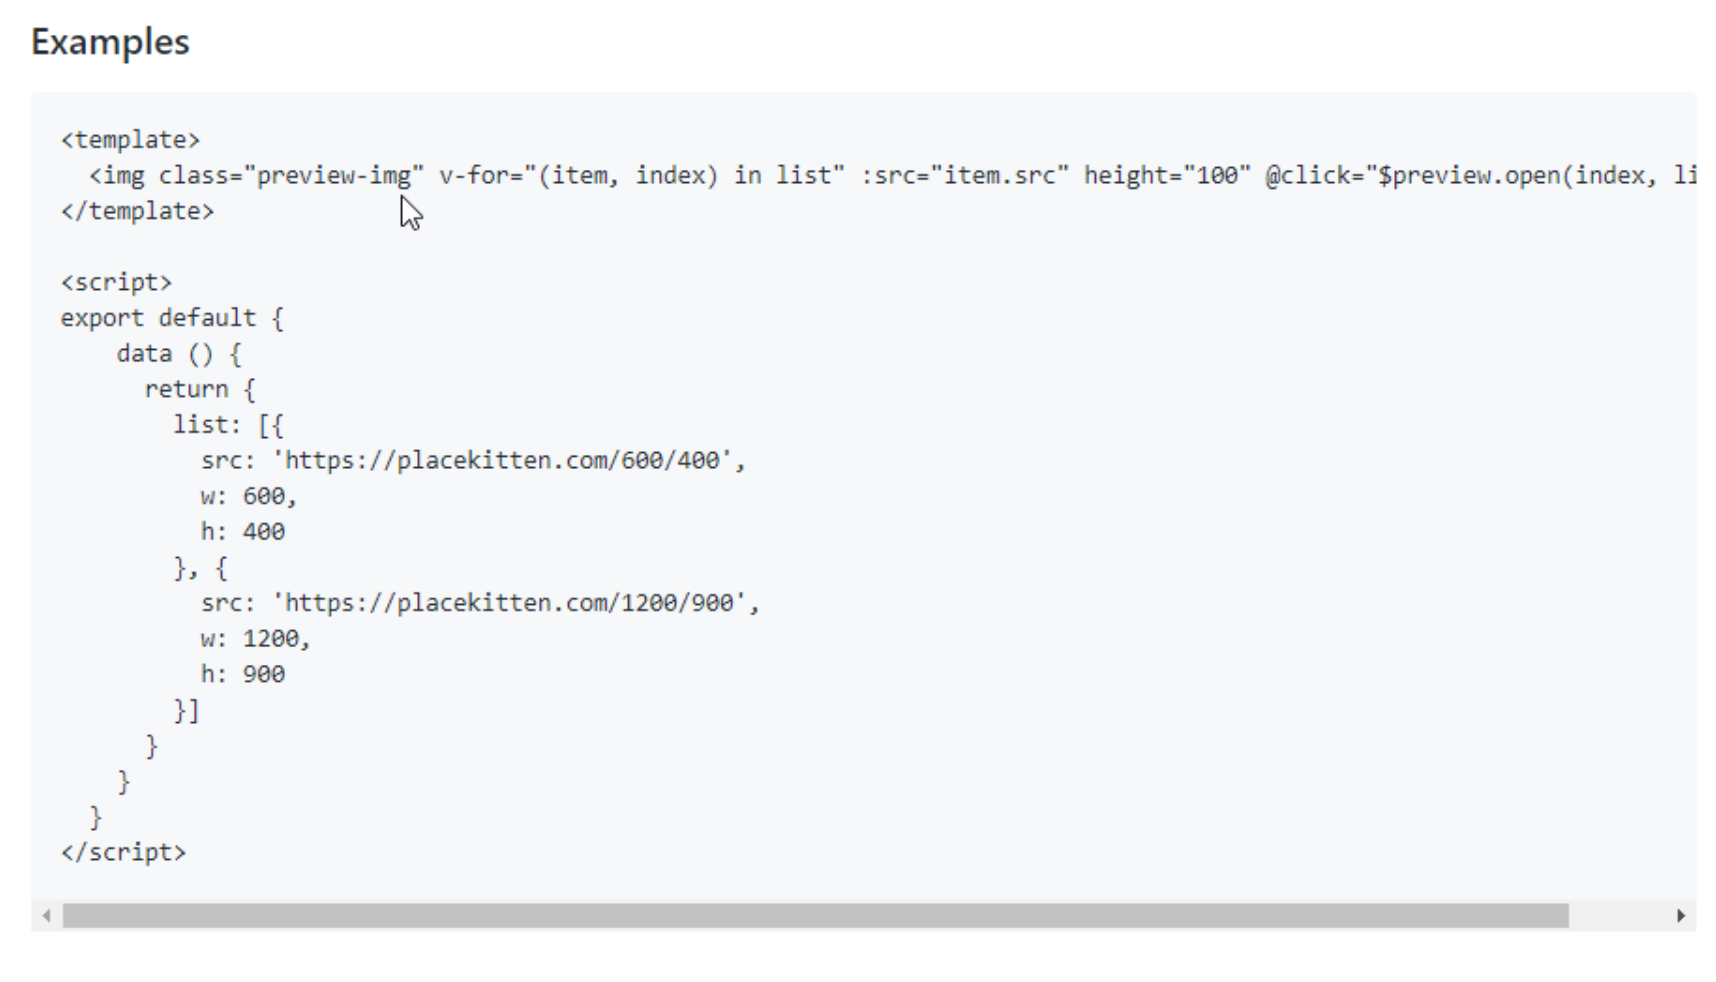 Examples
<template>
  <img class="preview-img" v-for="(item, index) in list" :src="item.src" height="100" @click="$preview.open(index, li
</template>

<script>
export default {
    data () {
      return {
        list: [{
          src: 'https://placekitten.com/600/400',
          w: 600,
          h: 400
        }, {
          src: 'https://placekitten.com/1200/900',
          w: 1200,
          h: 900
        }]
      }
    }
  }
</script>